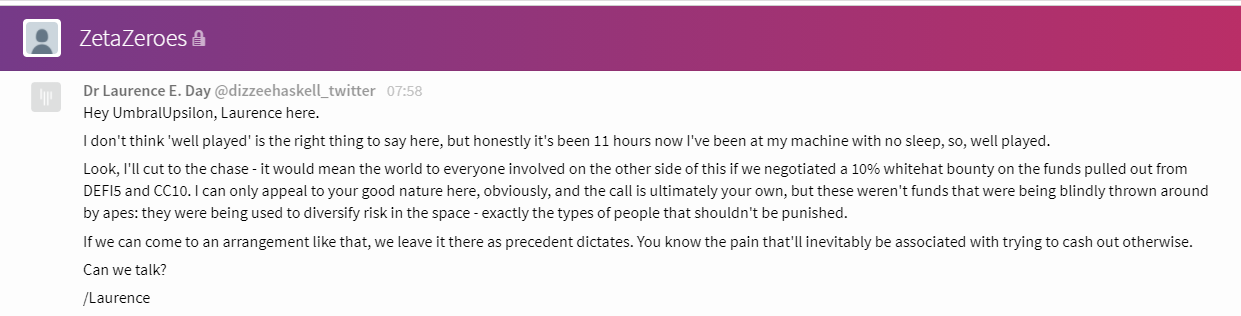 ZetaZeroes
Dr Laurence E. Day @dizzeehaskell_twitter 07:58
Hey UmbralUpsilon, Laurence here.
I don't think 'well played' is the right thing to say here, but honestly it's been 11 hours now I've been at my machine with no sleep, so, well played.
Look, I'll cut to the chase - it would mean the world to everyone involved on the other side of this if we negotiated a 10% whitehat bounty on the funds pulled out from
DEFI5 and CC10. I can only appeal to your good nature here, obviously, and the call is ultimately your own, but these weren't funds that were being blindly thrown around
by apes: they were being used to diversify risk in the space - exactly the types of people that shouldn't be punished.
If we can come to an arrangement like that, we leave it there as precedent dictates. You know the pain that'll inevitably be associated with trying to cash out otherwise.
Can we talk?
/Laurence